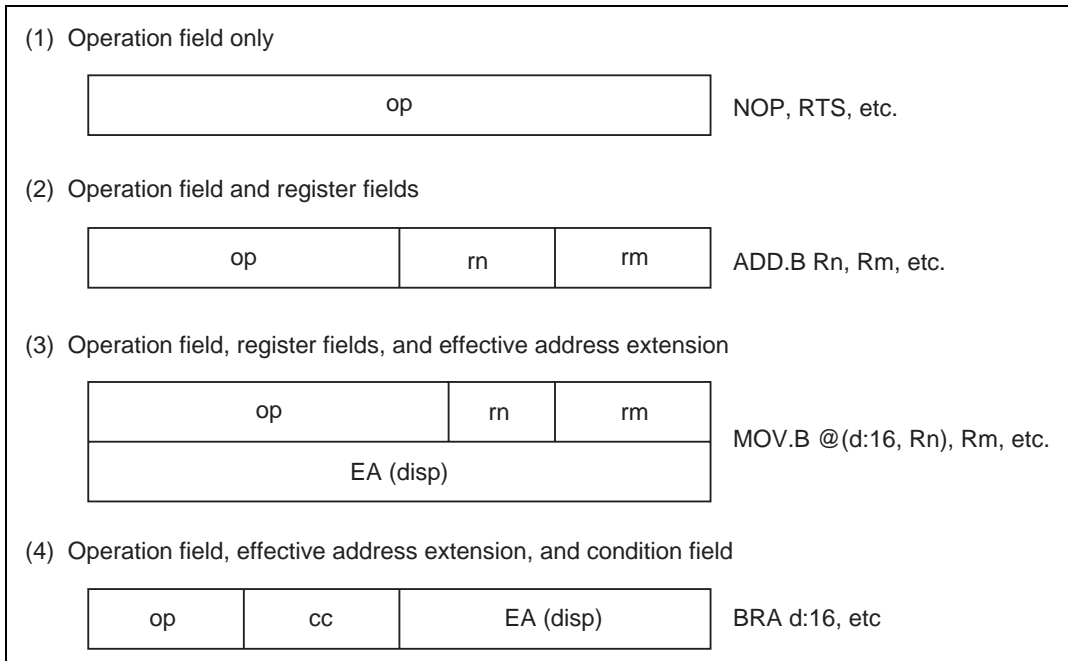 (1) Operation field only
op
NOP, RTS, etc.
(2) Operation field and register fields
op rn rm
ADD.B Rn, Rm, etc.
(3) Operation field, register fields, and effective address extension
op rn rm
EA (disp)
MOV.B @(d:16, Rn), Rm, etc.
(4) Operation field, effective address extension, and condition field
op cc EA (disp)
BRA d:16, etc